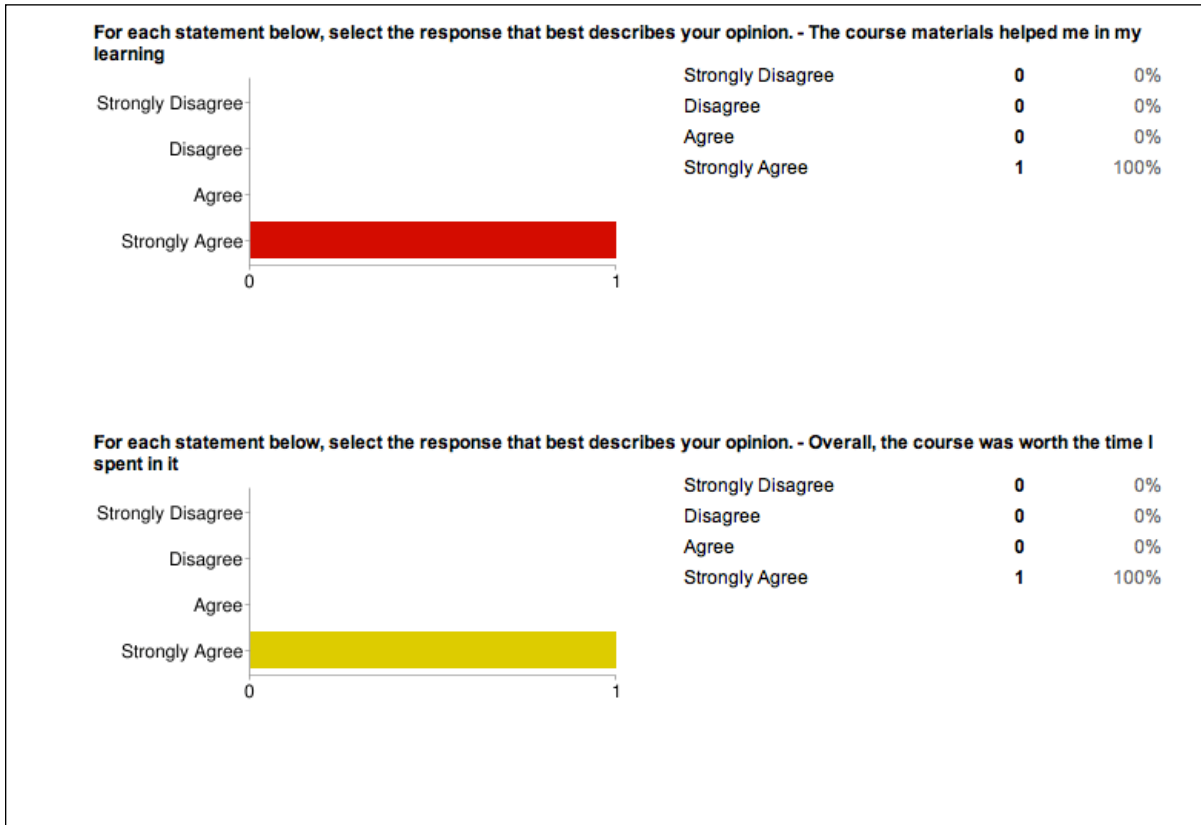 For each statement below, select the response that best describes your opinion. - The course materials helped me in my
learning
Strongly Disagree
Disagree
Agree
Strongly Agree
0 1
Strongly Disagree 0 0%
Disagree 0 0%
Agree 0 0%
Strongly Agree 1 100%
For each statement below, select the response that best describes your opinion. - Overall, the course was worth the time I
spent in it
Strongly Disagree
Disagree
Agree
Strongly Agree
0 1
Strongly Disagree 0 0%
Disagree 0 0%
Agree 0 0%
Strongly Agree 1 100%